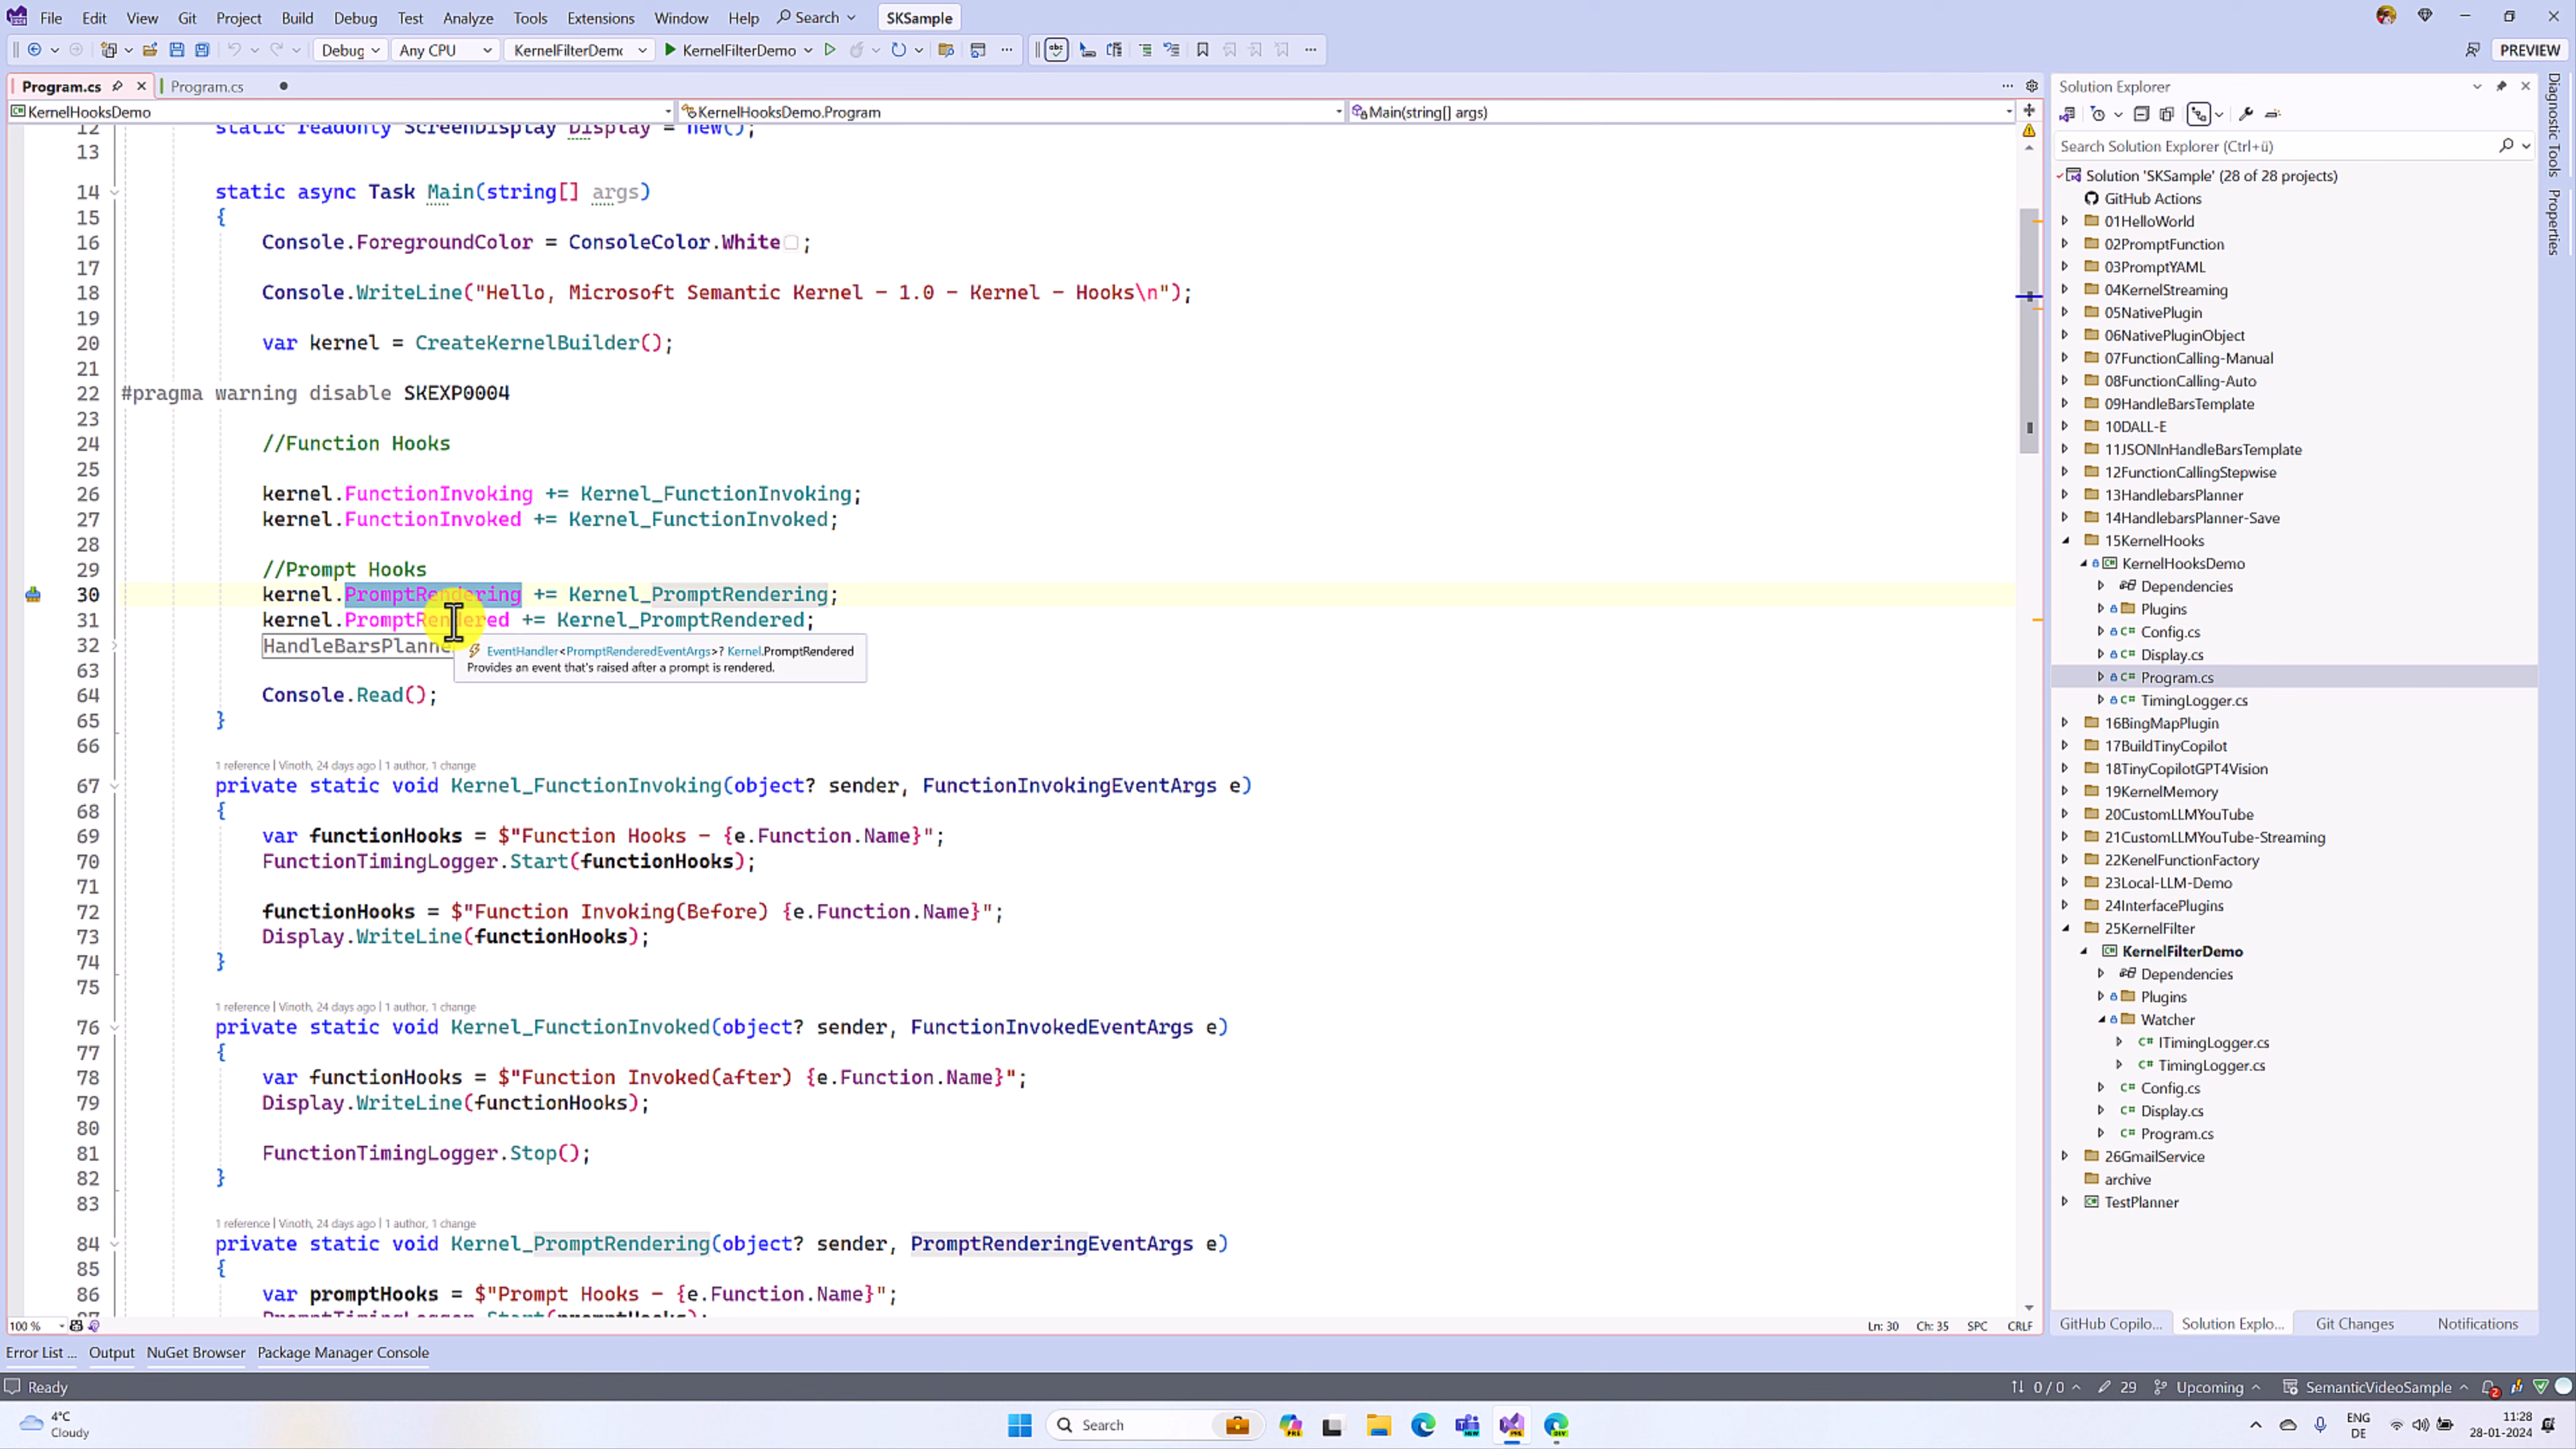 File Edit View Git Project Build Debug Test Analyze Tools Extensions Window Help Search SKSample
Debug Any CPU KernelFilterDemc KernelFilterDemo PREVIEW
Program.cs Program.cs
KernelHooksDemo KernelHooksDemo.Program Main(string[] args)
12 static readonly ScreenDisplay Display = new();
13
14 static async Task Main(string[] args)
15 {
16 Console.ForegroundColor = ConsoleColor.White;
17
18 Console.WriteLine("Hello, Microsoft Semantic Kernel - 1.0 - Kernel - Hooks\n");
19
20 var kernel = CreateKernelBuilder();
21
22 #pragma warning disable SKEXP0004
23
24 //Function Hooks
25
26 kernel.FunctionInvoking += Kernel_FunctionInvoking;
27 kernel.FunctionInvoked += Kernel_FunctionInvoked;
28
29 //Prompt Hooks
30 kernel.PromptRendering += Kernel_PromptRendering;
31 kernel.PromptRendered += Kernel_PromptRendered;
32 HandleBarsPlanne
EventHandler<PromptRenderedEventArgs>? Kernel.PromptRendered
Provides an event that's raised after a prompt is rendered.
63
64 Console.Read();
65 }
66
1 reference | Vinoth, 24 days ago | 1 author, 1 change
67 private static void Kernel_FunctionInvoking(object? sender, FunctionInvokingEventArgs e)
68 {
69 var functionHooks = $"Function Hooks - {e.Function.Name}";
70 FunctionTimingLogger.Start(functionHooks);
71
72 functionHooks = $"Function Invoking(Before) {e.Function.Name}";
73 Display.WriteLine(functionHooks);
74 }
75
1 reference | Vinoth, 24 days ago | 1 author, 1 change
76 private static void Kernel_FunctionInvoked(object? sender, FunctionInvokedEventArgs e)
77 {
78 var functionHooks = $"Function Invoked(after) {e.Function.Name}";
79 Display.WriteLine(functionHooks);
80
81 FunctionTimingLogger.Stop();
82 }
83
1 reference | Vinoth, 24 days ago | 1 author, 1 change
84 private static void Kernel_PromptRendering(object? sender, PromptRenderingEventArgs e)
85 {
86 var promptHooks = $"Prompt Hooks - {e.Function.Name}";
87 PromptTimingLogger.Start(promptHooks);
100 % Ln: 30 Ch: 35 SPC CRLF
Solution Explorer
Search Solution Explorer (Ctrl+ü)
Solution 'SKSample' (28 of 28 projects)
GitHub Actions
01HelloWorld
02PromptFunction
03PromptYAML
04KernelStreaming
05NativePlugin
06NativePluginObject
07FunctionCalling-Manual
08FunctionCalling-Auto
09HandleBarsTemplate
10DALL-E
11JSONInHandleBarsTemplate
12FunctionCallingStepwise
13HandlebarsPlanner
14HandlebarsPlanner-Save
15KernelHooks
KernelHooksDemo
Dependencies
Plugins
C# Config.cs
C# Display.cs
C# Program.cs
C# TimingLogger.cs
16BingMapPlugin
17BuildTinyCopilot
18TinyCopilotGPT4Vision
19KernelMemory
20CustomLLMYouTube
21CustomLLMYouTube-Streaming
22KenelFunctionFactory
23Local-LLM-Demo
24InterfacePlugins
25KernelFilter
KernelFilterDemo
Dependencies
Plugins
Watcher
C# ITimingLogger.cs
C# TimingLogger.cs
C# Config.cs
C# Display.cs
C# Program.cs
26GmailService
archive
TestPlanner
GitHub Copilo... Solution Explo... Git Changes Notifications
Diagnostic Tools
Properties
Error List ... Output NuGet Browser Package Manager Console
Ready 0 / 0 29 Upcoming SemanticVideoSample 2
4°C
Cloudy
Search
ENG
DE
11:28
28-01-2024